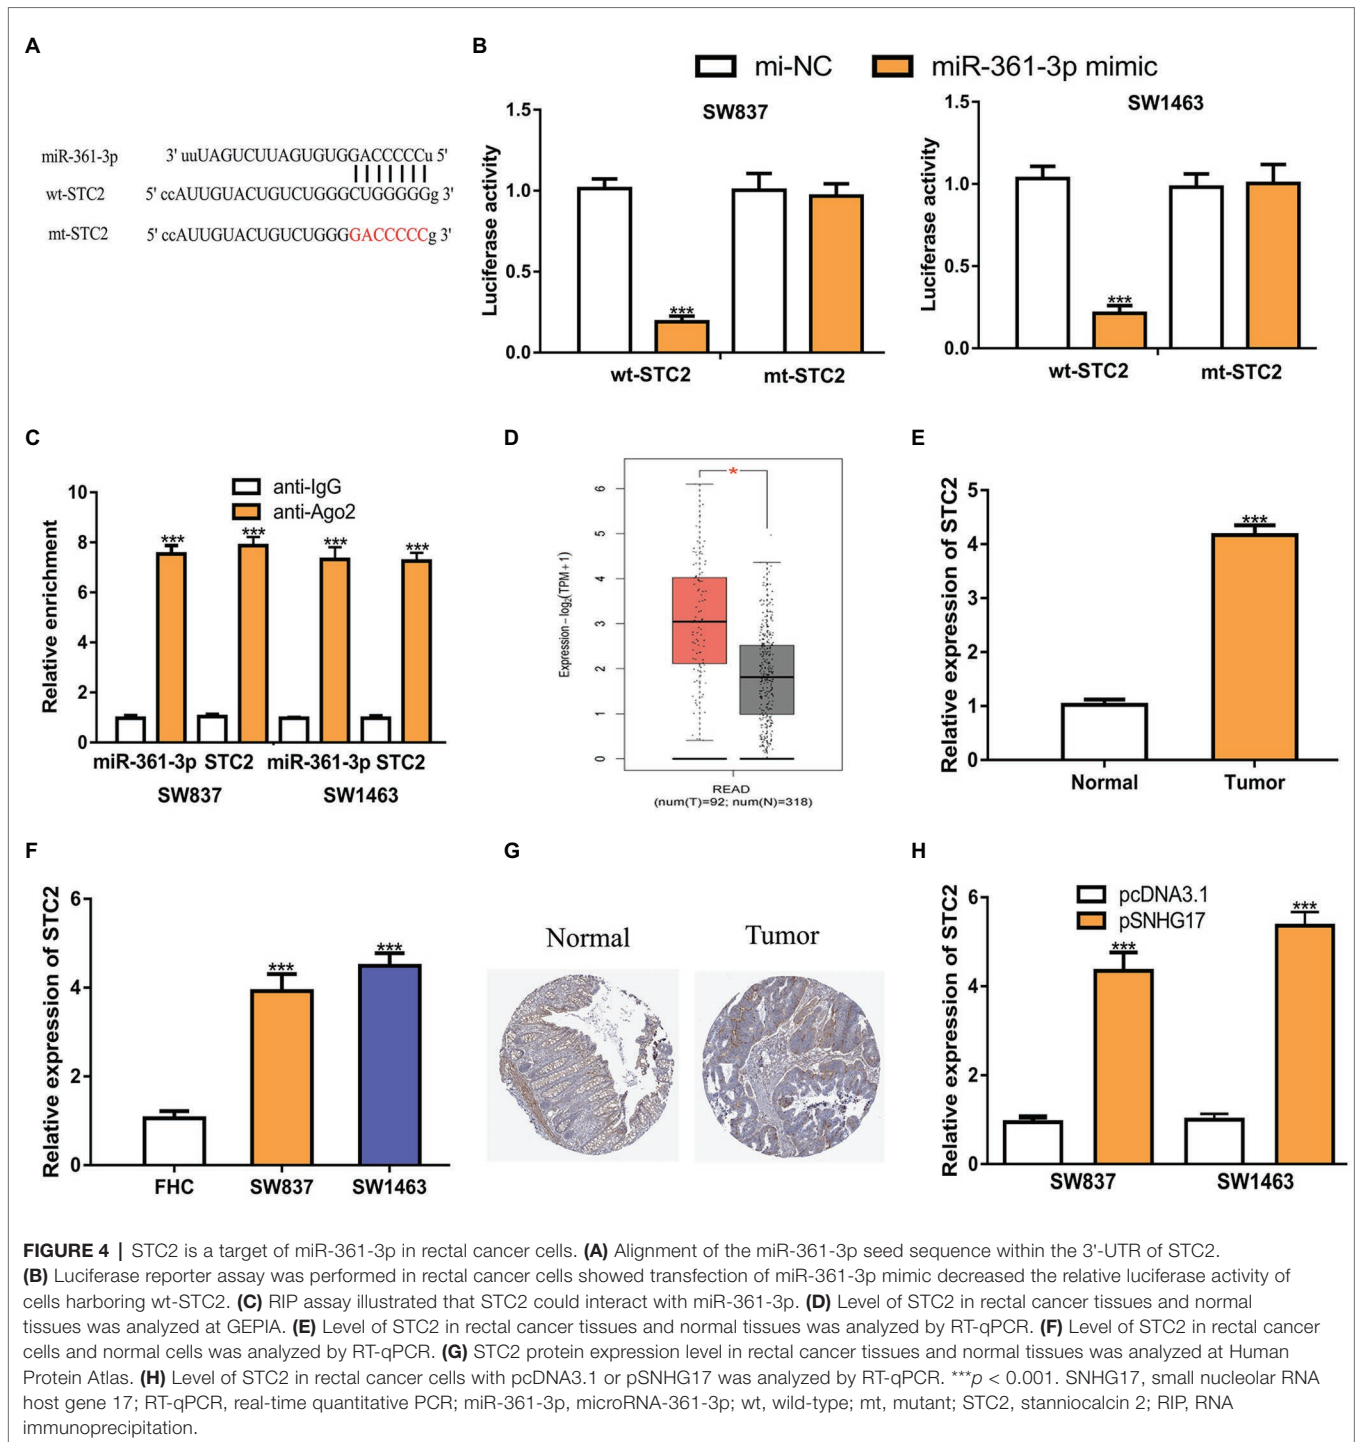 A
miR-361-3p 3' uuUAGUCUUAGUGUGGACCCCCu 5'
wt-STC2 5' ccAUUGUACUGUCUGGGCUGGGGGg 3'
mt-STC2 5' ccAUUGUACUGUCUGGGGACCCCCg 3'
B
mi-NC miR-361-3p mimic
SW837
Luciferase activity
1.5
1.0
0.5
0.0
***
wt-STC2 mt-STC2
SW1463
Luciferase activity
1.5
1.0
0.5
0.0
***
wt-STC2 mt-STC2
C
anti-IgG
anti-Ago2
Relative enrichment
10
8
6
4
2
0
*** *** *** ***
miR-361-3p STC2 miR-361-3p STC2
SW837 SW1463
D
*
Expression – log2(TPM + 1)
6
5
4
3
2
1
0
READ
(num(T)=92; num(N)=318)
E
Relative expression of STC2
5
4
3
2
1
0
***
Normal Tumor
F
Relative expression of STC2
6
4
2
0
*** ***
FHC SW837 SW1463
G
Normal Tumor
H
pcDNA3.1
pSNHG17
Relative expression of STC2
6
4
2
0
*** ***
SW837 SW1463
FIGURE 4 | STC2 is a target of miR-361-3p in rectal cancer cells. (A) Alignment of the miR-361-3p seed sequence within the 3'-UTR of STC2.
(B) Luciferase reporter assay was performed in rectal cancer cells showed transfection of miR-361-3p mimic decreased the relative luciferase activity of
cells harboring wt-STC2. (C) RIP assay illustrated that STC2 could interact with miR-361-3p. (D) Level of STC2 in rectal cancer tissues and normal
tissues was analyzed at GEPIA. (E) Level of STC2 in rectal cancer tissues and normal tissues was analyzed by RT-qPCR. (F) Level of STC2 in rectal cancer
cells and normal cells was analyzed by RT-qPCR. (G) STC2 protein expression level in rectal cancer tissues and normal tissues was analyzed at Human
Protein Atlas. (H) Level of STC2 in rectal cancer cells with pcDNA3.1 or pSNHG17 was analyzed by RT-qPCR. ***p < 0.001. SNHG17, small nucleolar RNA
host gene 17; RT-qPCR, real-time quantitative PCR; miR-361-3p, microRNA-361-3p; wt, wild-type; mt, mutant; STC2, stanniocalcin 2; RIP, RNA
immunoprecipitation.